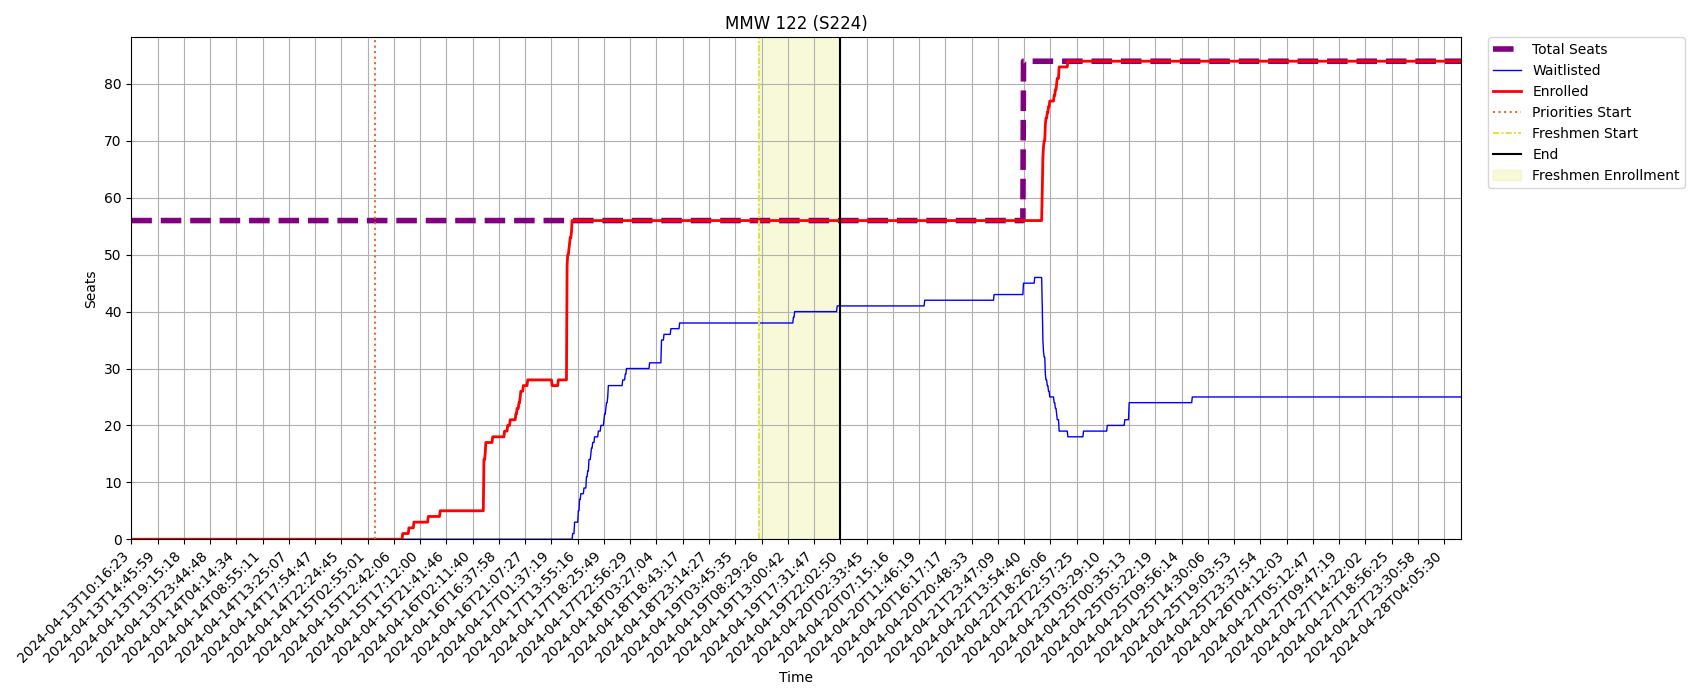 MMW 122 (S224)
Total Seats
Waitlisted
Enrolled
Priorities Start
Freshmen Start
End
Freshmen Enrollment
Seats
80
70
60
50
40
30
20
10
0
2024-04-13T10:16:23
2024-04-13T14:45:59
2024-04-13T19:15:18
2024-04-13T23:44:48
2024-04-14T04:14:34
2024-04-14T08:55:11
2024-04-14T13:25:07
2024-04-14T17:54:47
2024-04-14T22:24:45
2024-04-15T02:55:01
2024-04-15T12:42:06
2024-04-15T17:12:00
2024-04-15T21:41:46
2024-04-16T02:11:40
2024-04-16T16:37:58
2024-04-16T21:07:27
2024-04-17T01:37:19
2024-04-17T13:55:16
2024-04-17T18:25:49
2024-04-17T22:56:29
2024-04-18T03:27:04
2024-04-18T18:43:17
2024-04-18T23:14:27
2024-04-19T03:45:35
2024-04-19T08:29:26
2024-04-19T13:00:42
2024-04-19T17:31:47
2024-04-19T22:02:50
2024-04-20T02:33:45
2024-04-20T07:15:16
2024-04-20T11:46:19
2024-04-20T16:17:17
2024-04-20T20:48:33
2024-04-21T23:47:09
2024-04-22T13:54:40
2024-04-22T18:26:06
2024-04-22T22:57:25
2024-04-23T03:29:10
2024-04-25T00:35:13
2024-04-25T05:22:19
2024-04-25T09:56:14
2024-04-25T14:30:06
2024-04-25T19:03:53
2024-04-25T23:37:54
2024-04-26T04:12:03
2024-04-27T05:12:47
2024-04-27T09:47:19
2024-04-27T14:22:02
2024-04-27T18:56:25
2024-04-27T23:30:58
2024-04-28T04:05:30
Time